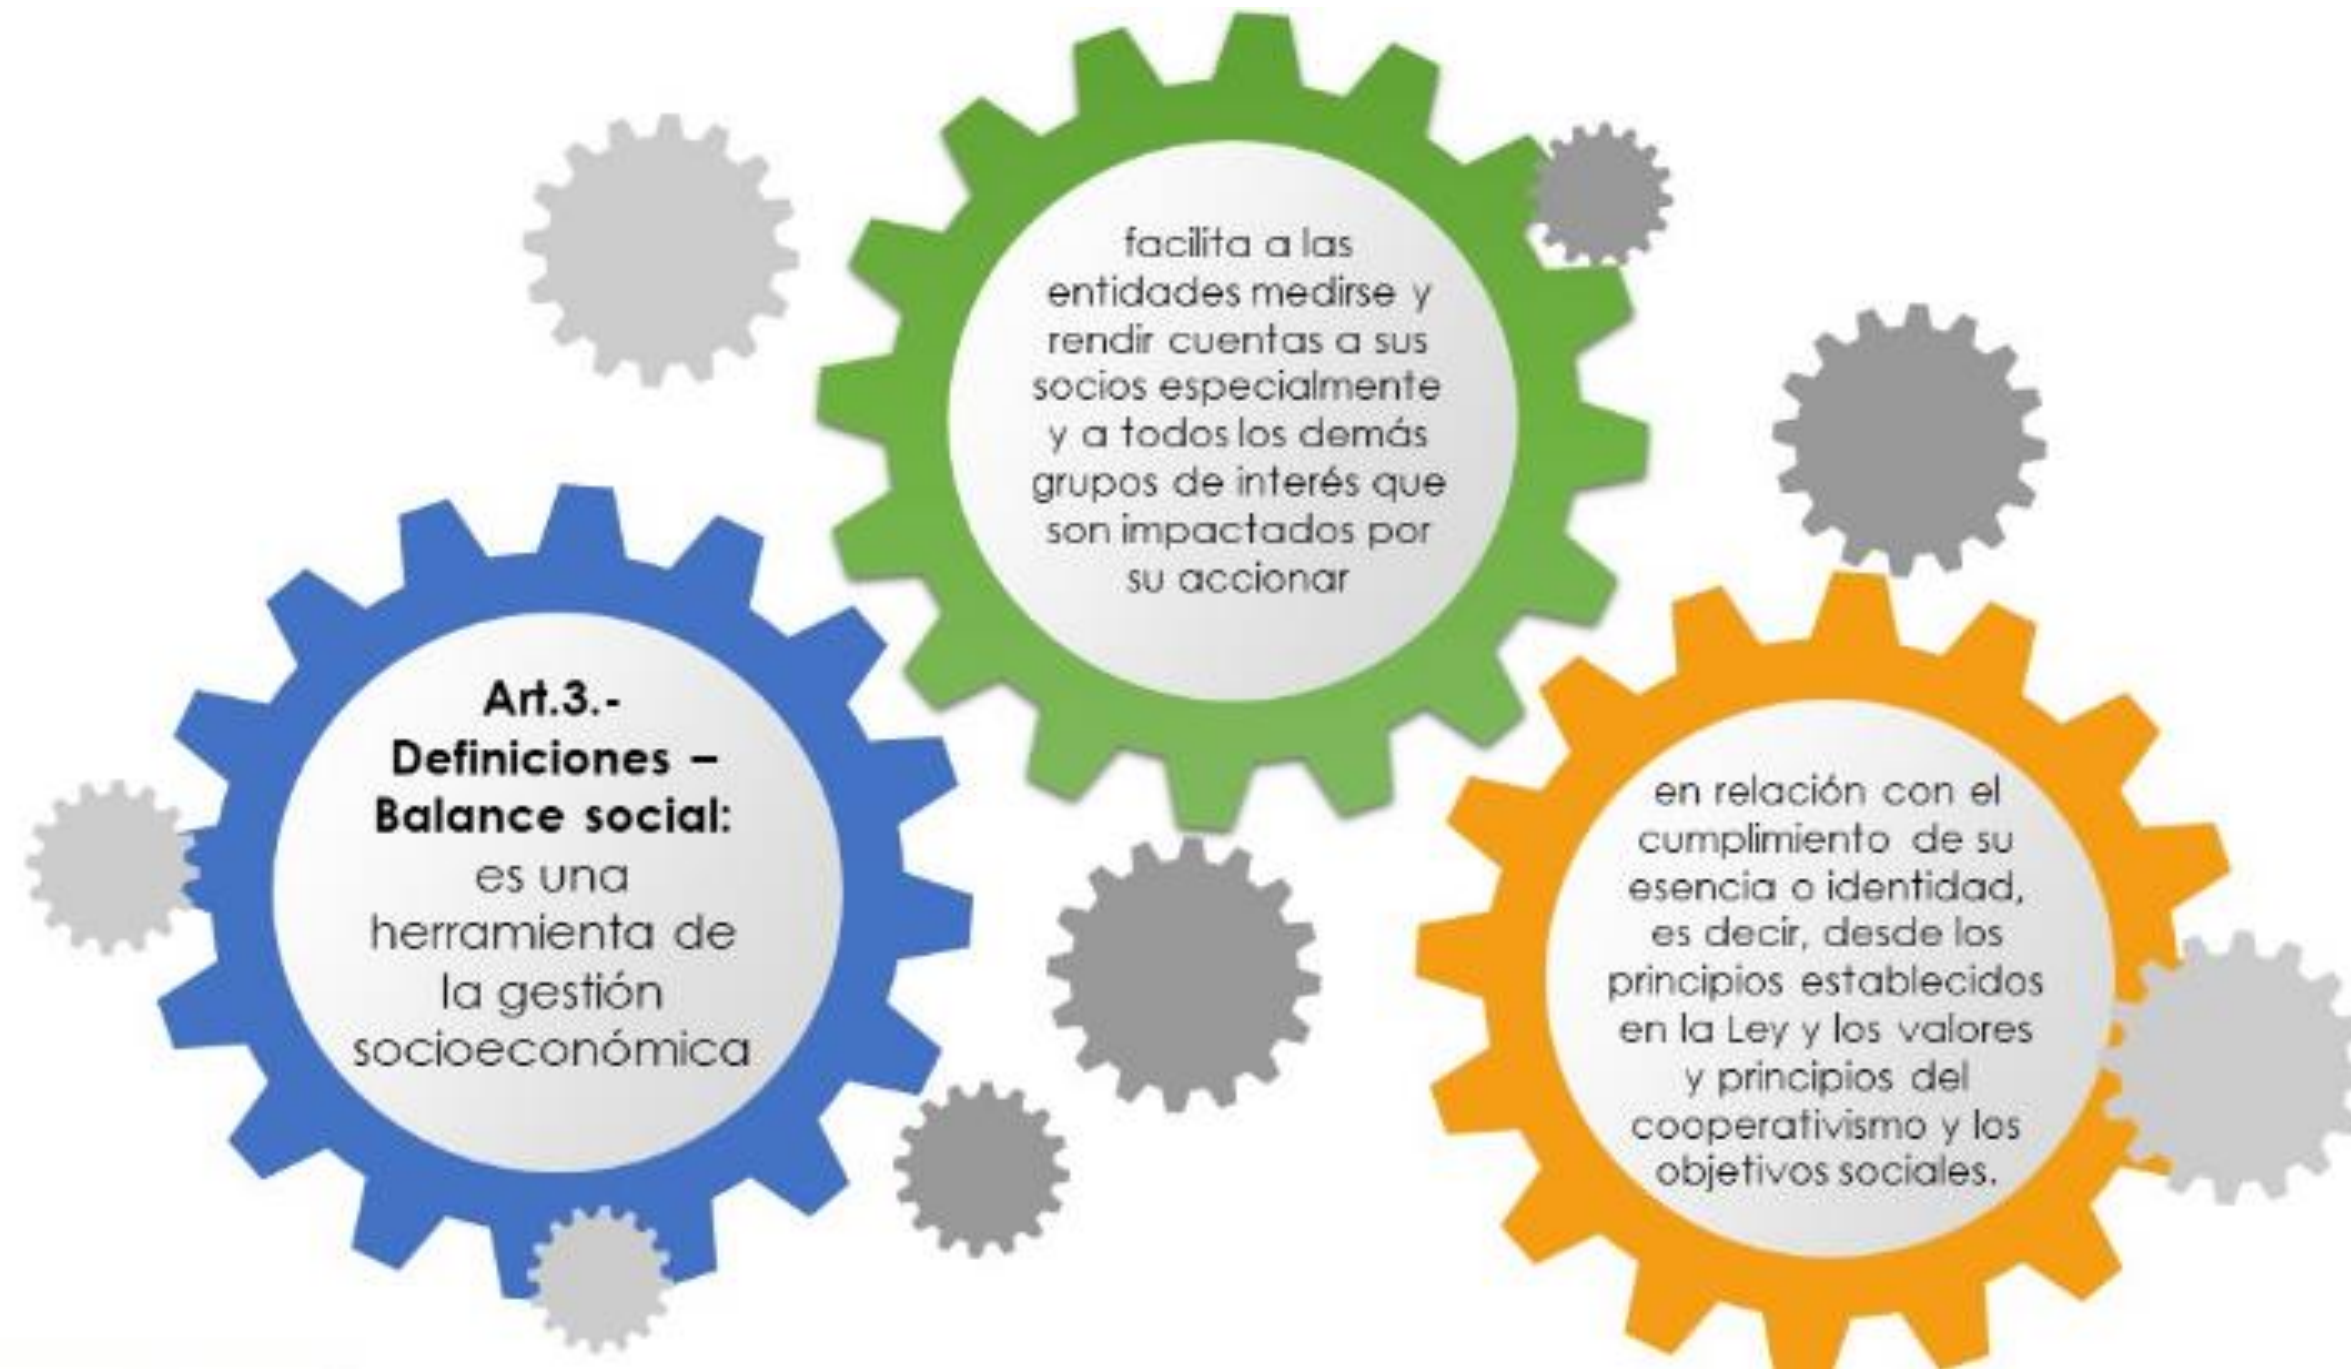 Art.3.-
Definiciones –
Balance social:
es una
herramienta de
la gestión
socioeconómica
facilita a las
entidades medirse y
rendir cuentas a sus
socios especialmente
y a todos los demás
grupos de interés que
son impactados por
su accionar
en relación con el
cumplimiento de su
esencia o identidad,
es decir, desde los
principios establecidos
en la Ley y los valores
y principios del
cooperativismo y los
objetivos sociales.